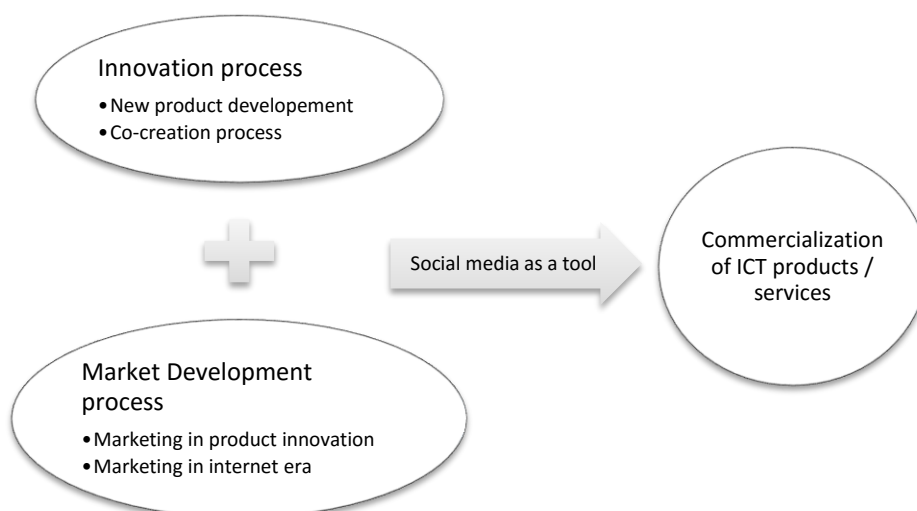 Innovation process
•New product developement
•Co-creation process
Social media as a tool
Commercialization
of ICT products /
services
Market Development
process
•Marketing in product innovation
•Marketing in internet era